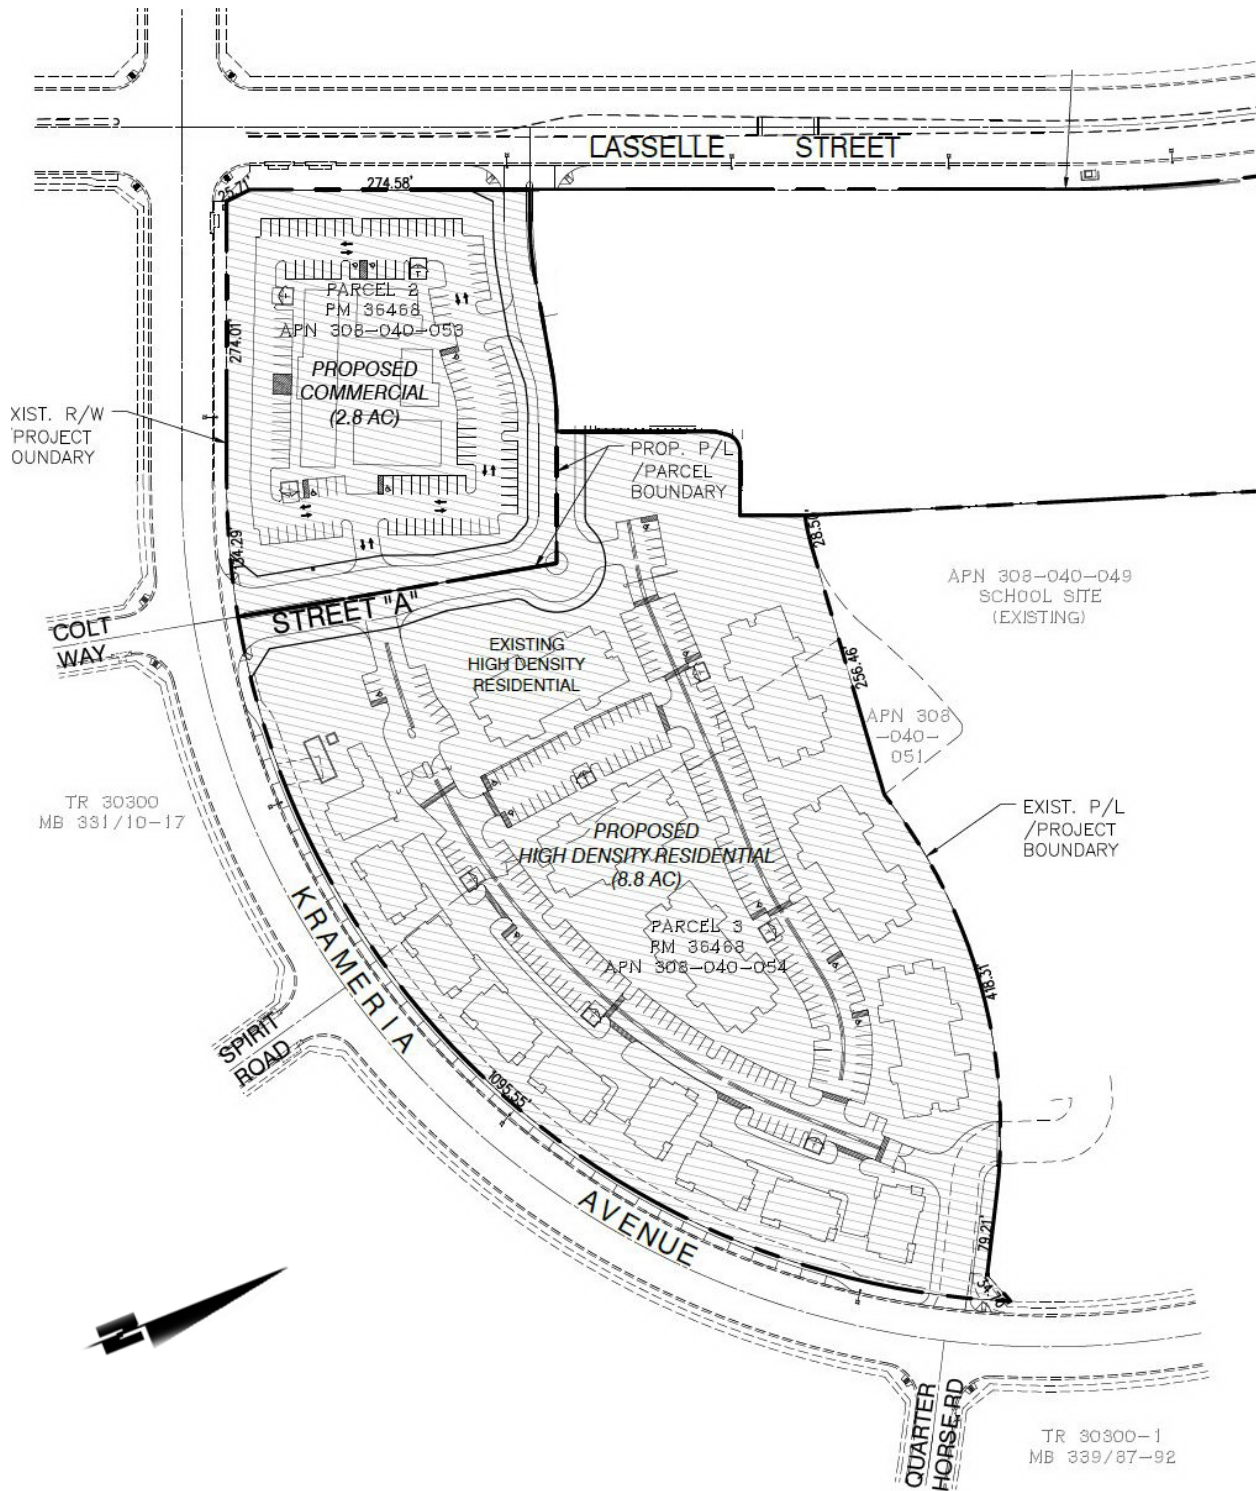 LASSELLE STREET
25.71'
274.58'
PARCEL 2
PM 36468
APN 308-040-053
274.01'
PROPOSED
COMMERCIAL
(2.8 AC)
XIST. R/W
PROJECT
OUNDARY
PROP. P/L
/PARCEL
BOUNDARY
28.50'
134.29'
APN 308-040-049
SCHOOL SITE
(EXISTING)
STREET "A"
COLT
WAY
EXISTING
HIGH DENSITY
RESIDENTIAL
256.46'
APN 308
-040-
051
TR 30300
MB 331/10-17
EXIST. P/L
/PROJECT
BOUNDARY
PROPOSED
HIGH DENSITY RESIDENTIAL
(8.8 AC)
PARCEL 3
PM 36468
APN 308-040-054
418.31'
KRAMERIA
SPIRIT
ROAD
1095.55'
AVENUE
79.21'
QUARTER
HORSE RD
TR 30300-1
MB 339/87-92